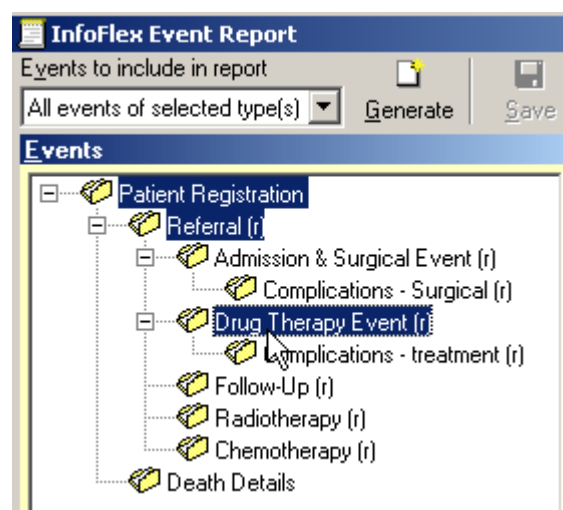 InfoFlex Event Report
Events to include in report
All events of selected type(s)
Generate
Save
Events
Patient Registration
Referral (r)
Admission & Surgical Event (r)
Complications - Surgical (r)
Drug Therapy Event (r)
Complications - treatment (r)
Follow-Up (r)
Radiotherapy (r)
Chemotherapy (r)
Death Details